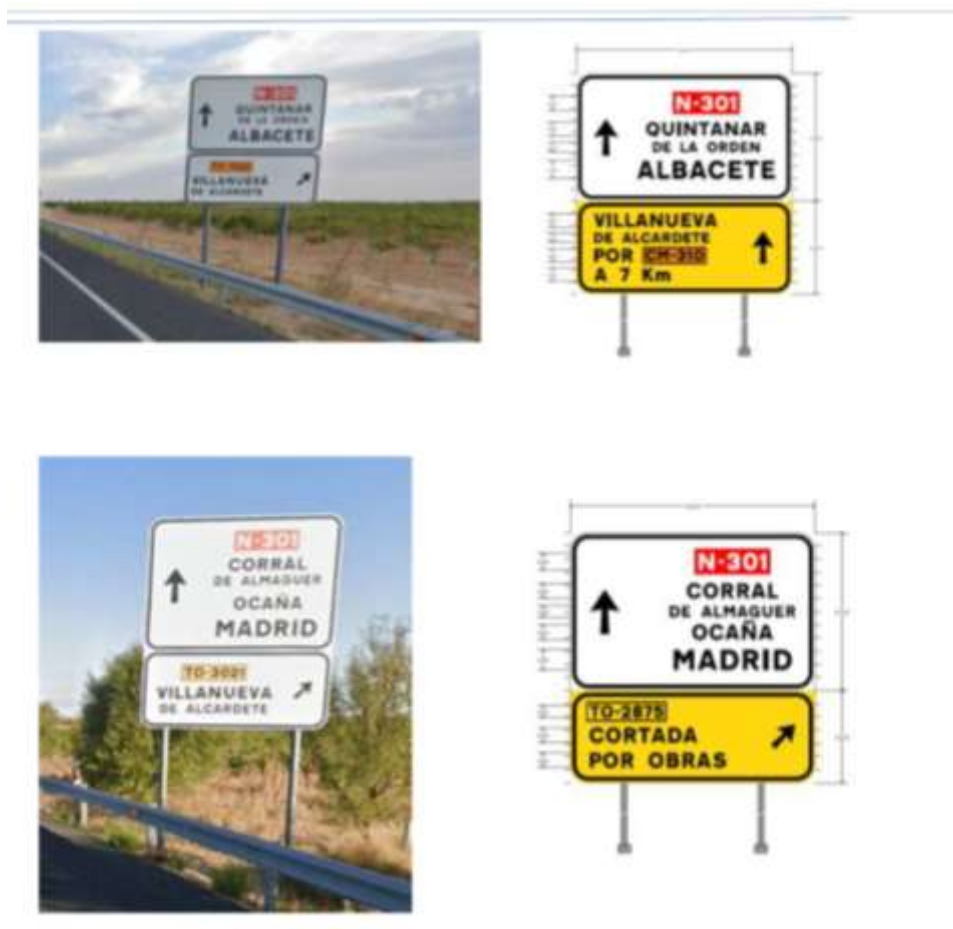 N-301
QUINTANAR
DE LA ORDEN
ALBACETE
VILLANUEVA
DE ALCARDETE
N-301
QUINTANAR
DE LA ORDEN
ALBACETE
VILLANUEVA
DE ALCARDETE
POR CM-310
A 7 Km
N-301
CORRAL
DE ALMAGUER
OCAÑA
MADRID
TO-3021
VILLANUEVA
DE ALCARDETE
N-301
CORRAL
DE ALMAGUER
OCAÑA
MADRID
TO-2675
CORTADA
POR OBRAS